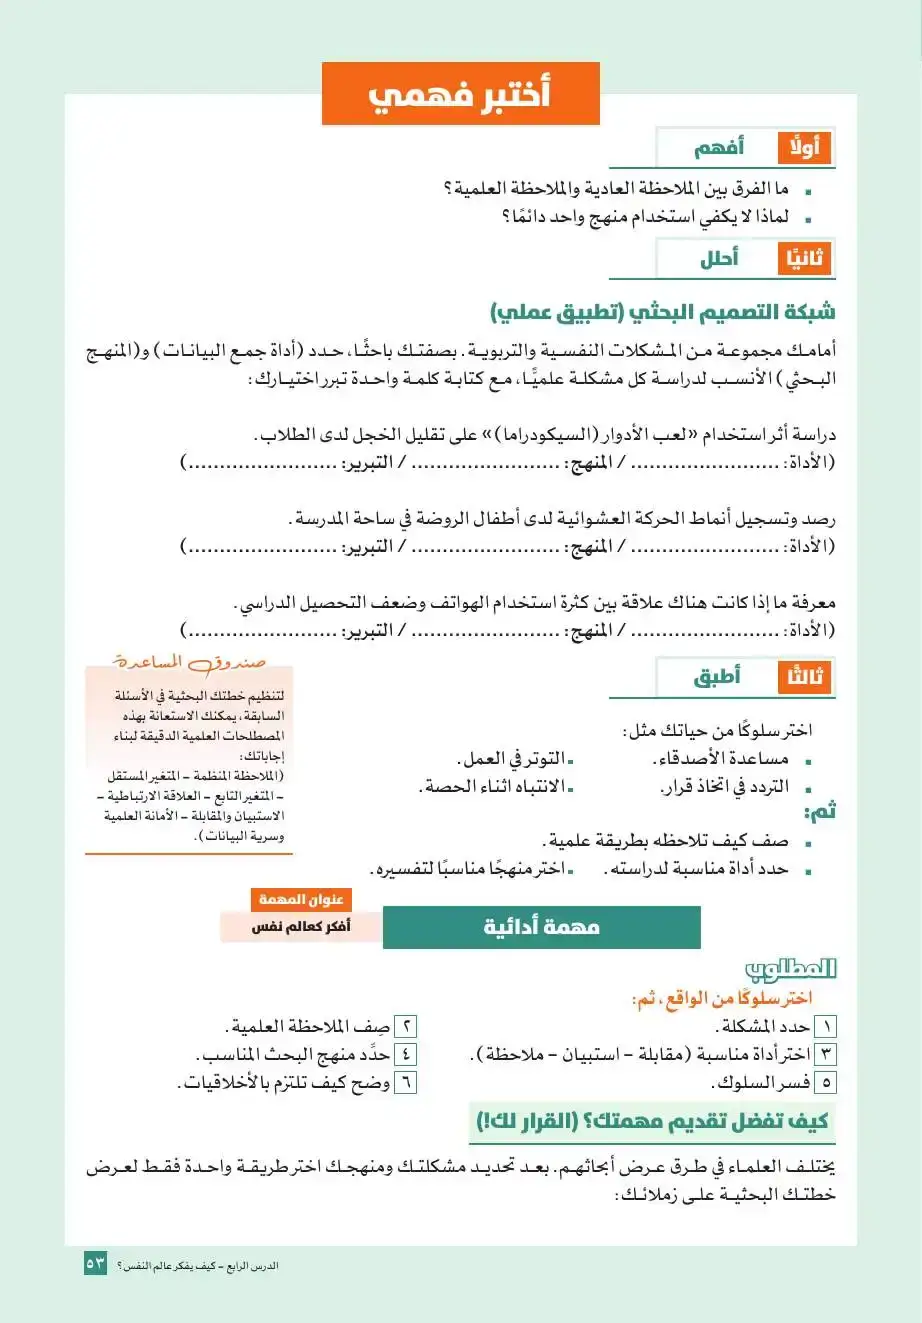 أختبر فهمي
أولًا أفهم
▪ ما الفرق بين الملاحظة العادية والملاحظة العلمية؟
▪ لماذا لا يكفي استخدام منهج واحد دائمًا؟
ثانيًا أحلل
شبكة التصميم البحثي (تطبيق عملي)
أمامك مجموعة من المشكلات النفسية والتربوية. بصفتك باحثًا، حدد (أداة جمع البيانات) و(المنهج
البحثي) الأنسب لدراسة كل مشكلة علميًّا، مع كتابة كلمة واحدة تبرر اختيارك:
دراسة أثر استخدام «لعب الأدوار (السيكودراما)» على تقليل الخجل لدى الطلاب.
(الأداة: ........................ / المنهج: ........................ / التبرير: ........................)
رصد وتسجيل أنماط الحركة العشوائية لدى أطفال الروضة في ساحة المدرسة.
(الأداة: ........................ / المنهج: ........................ / التبرير: ........................)
معرفة ما إذا كانت هناك علاقة بين كثرة استخدام الهواتف وضعف التحصيل الدراسي.
(الأداة: ........................ / المنهج: ........................ / التبرير: ........................)
ثالثًا أطبق
اختر سلوكًا من حياتك مثل:
▪ مساعدة الأصدقاء. ▪ التوتر في العمل.
▪ التردد في اتخاذ قرار. ▪ الانتباه اثناء الحصة.
ثم:
▪ صف كيف تلاحظه بطريقة علمية.
▪ حدد أداة مناسبة لدراسته. ▪ اختر منهجًا مناسبًا لتفسيره.
صندوق المساعدة
لتنظيم خطتك البحثية في الأسئلة
السابقة، يمكنك الاستعانة بهذه
المصطلحات العلمية الدقيقة لبناء
إجاباتك:
(الملاحظة المنظمة – المتغير المستقل
– المتغير التابع – العلاقة الارتباطية –
الاستبيان والمقابلة – الأمانة العلمية
وسرية البيانات).
مهمة أدائية
عنوان المهمة
أفكر كعالم نفس
المطلوب
اختر سلوكًا من الواقع، ثم:
١ حدد المشكلة. ٢ صِف الملاحظة العلمية.
٣ اختر أداة مناسبة (مقابلة – استبيان – ملاحظة). ٤ حدِّد منهج البحث المناسب.
٥ فسر السلوك. ٦ وضح كيف تلتزم بالأخلاقيات.
كيف تفضل تقديم مهمتك؟ (القرار لك!)
يختلف العلماء في طرق عرض أبحاثهم. بعد تحديد مشكلتك ومنهجك اختر طريقة واحدة فقط لعرض
خطتك البحثية على زملائك:
الدرس الرابع – كيف يفكر عالم النفس؟ ٥٣